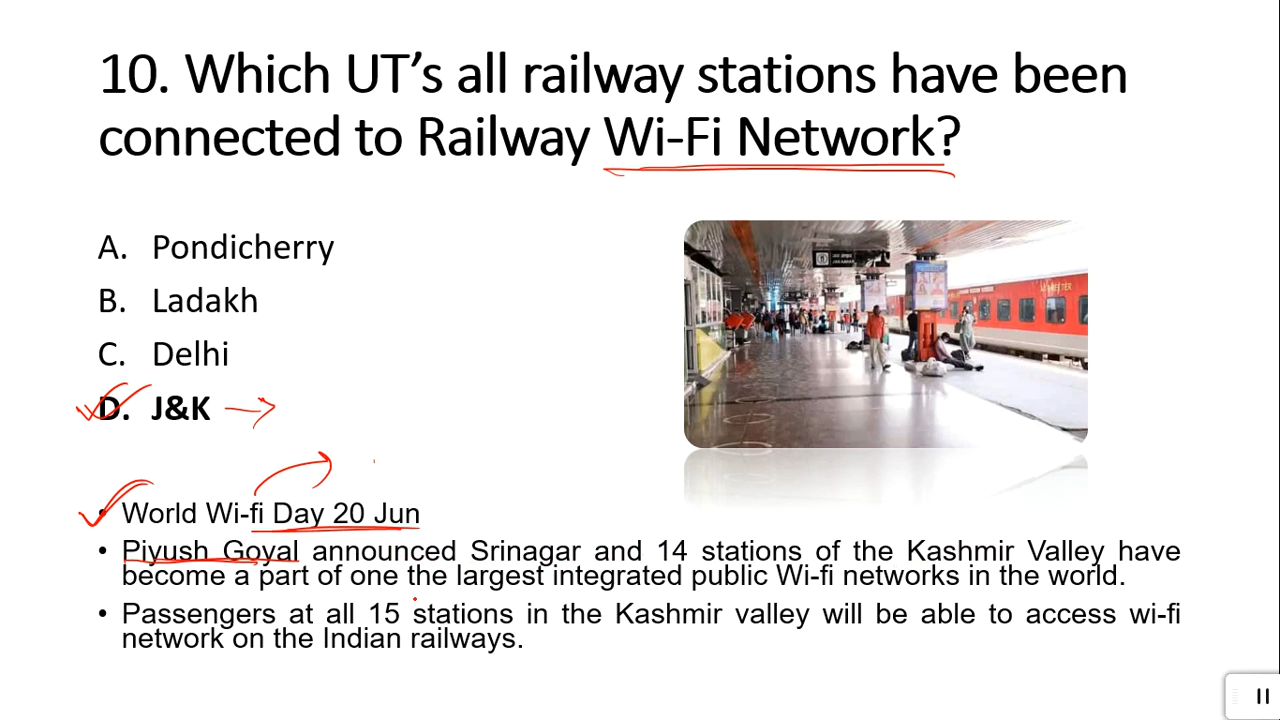 10. Which UT’s all railway stations have been
connected to Railway Wi-Fi Network?
A. Pondicherry
B. Ladakh
C. Delhi
D. J&K
• World Wi-fi Day 20 Jun
• Piyush Goyal announced Srinagar and 14 stations of the Kashmir Valley have
become a part of one the largest integrated public Wi-fi networks in the world.
• Passengers at all 15 stations in the Kashmir valley will be able to access wi-fi
network on the Indian railways.